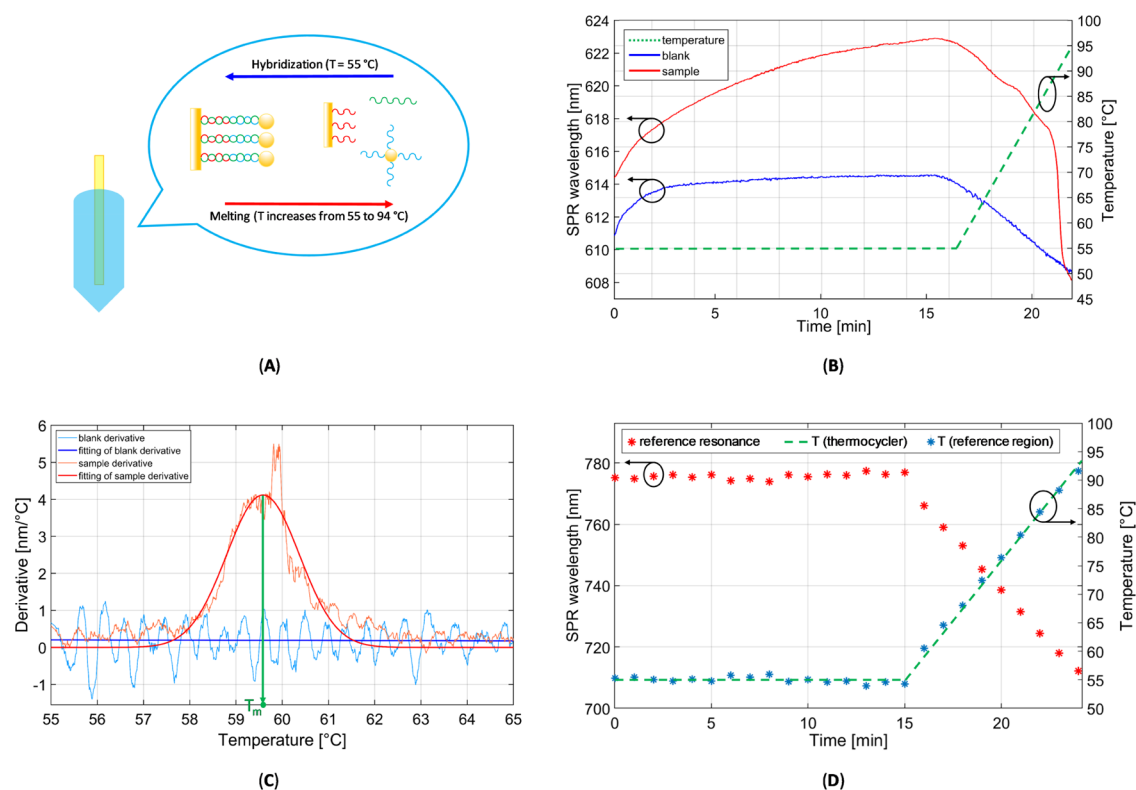 Hybridization (T = 55 °C)
Melting (T increases from 55 to 94 °C)
(A)
624
622
620
618
616
614
612
610
608
SPR wavelength [nm]
temperature
blank
sample
100
95
90
85
80
75
70
65
60
55
50
45
Temperature [°C]
0
5
10
15
20
Time [min]
(B)
6
5
4
3
2
1
0
-1
Derivative [nm/°C]
blank derivative
fitting of blank derivative
sample derivative
fitting of sample derivative
Tm
55
56
57
58
59
60
61
62
63
64
65
Temperature [°C]
(C)
780
760
740
720
700
SPR wavelength [nm]
reference resonance
T (thermocycler)
T (reference region)
100
95
90
85
80
75
70
65
60
55
50
Temperature [°C]
0
5
10
15
20
Time [min]
(D)